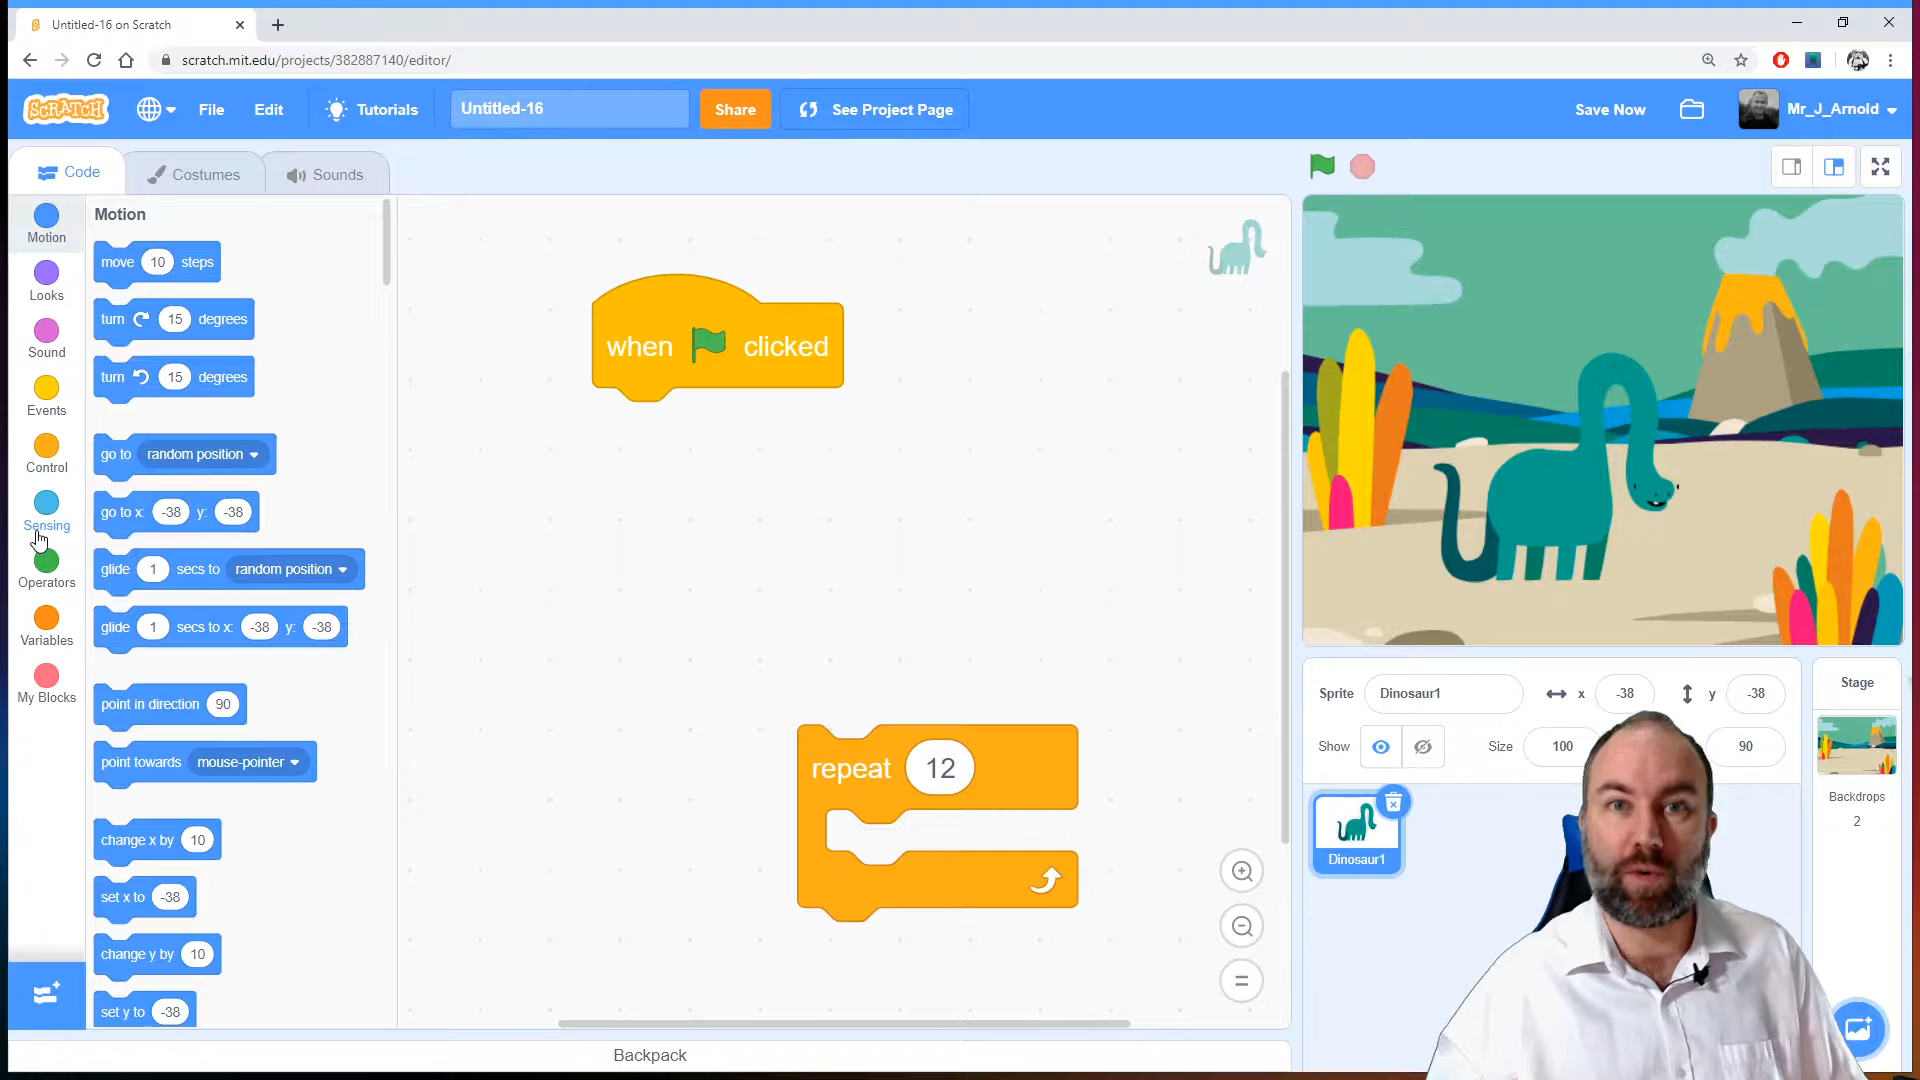 Untitled-16 on Scratch
scratch.mit.edu/projects/382887140/editor/
SCRATCH
File
Edit
Tutorials
Untitled-16
Share
See Project Page
Save Now
Mr_J_Arnold
Code
Costumes
Sounds
Motion
Looks
Sound
Events
Control
Sensing
Operators
Variables
My Blocks
Motion
move 10 steps
turn 15 degrees
turn 15 degrees
go to random position
go to x: -38 y: -38
glide 1 secs to random position
glide 1 secs to x: -38 y: -38
point in direction 90
point towards mouse-pointer
change x by 10
set x to -38
change y by 10
set y to -38
when clicked
repeat 12
Backpack
Sprite Dinosaur1 x -38 y -38
Show Size 100 90
Dinosaur1
Stage
Backdrops
2